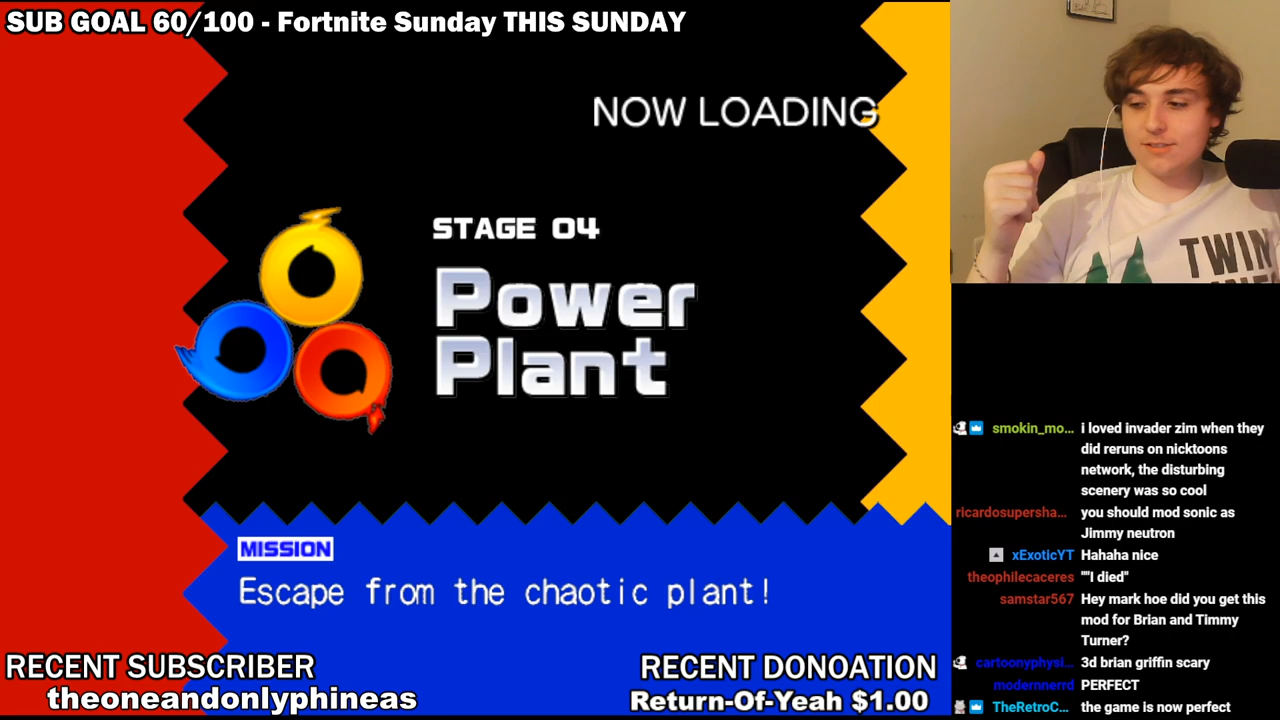 SUB GOAL 60/100 - Fortnite Sunday THIS SUNDAY
NOW LOADING
STAGE 04
Power
Plant
MISSION
Escape from the chaotic plant!
RECENT SUBSCRIBER
theoneandonlyphineas
RECENT DONOATION
Return-Of-Yeah $1.00
TWIN
smokin_mo... i loved invader zim when they
did reruns on nicktoons
network, the disturbing
scenery was so cool
ricardosupersha... you should mod sonic as
Jimmy neutron
xExoticYT Hahaha nice
theophilecaceres ""I died"
samstar567 Hey mark hoe did you get this
mod for Brian and Timmy
Turner?
cartoonyphysi... 3d brian griffin scary
modernnerrd PERFECT
TheRetroC... the game is now perfect